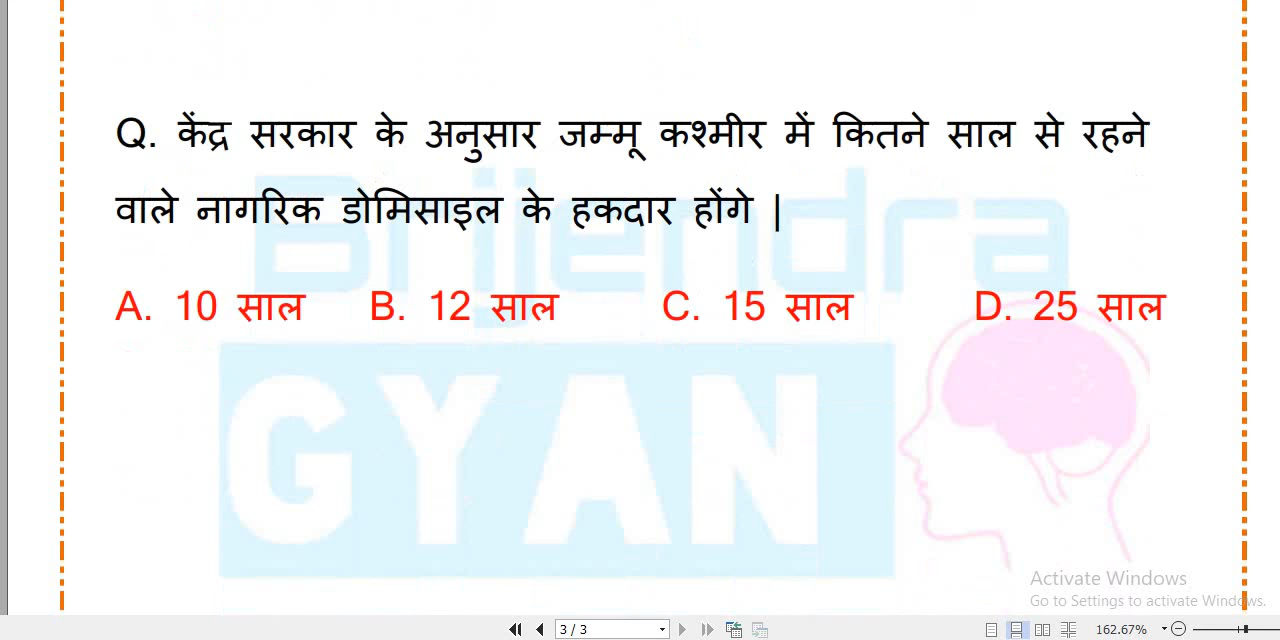 Q. केंद्र सरकार के अनुसार जम्मू कश्मीर में कितने साल से रहने
वाले नागरिक डोमिसाइल के हकदार होंगे |
A. 10 साल B. 12 साल C. 15 साल D. 25 साल
Brijendra
GYAN
Activate Windows
Go to Settings to activate Windows.
3 / 3
162.67%